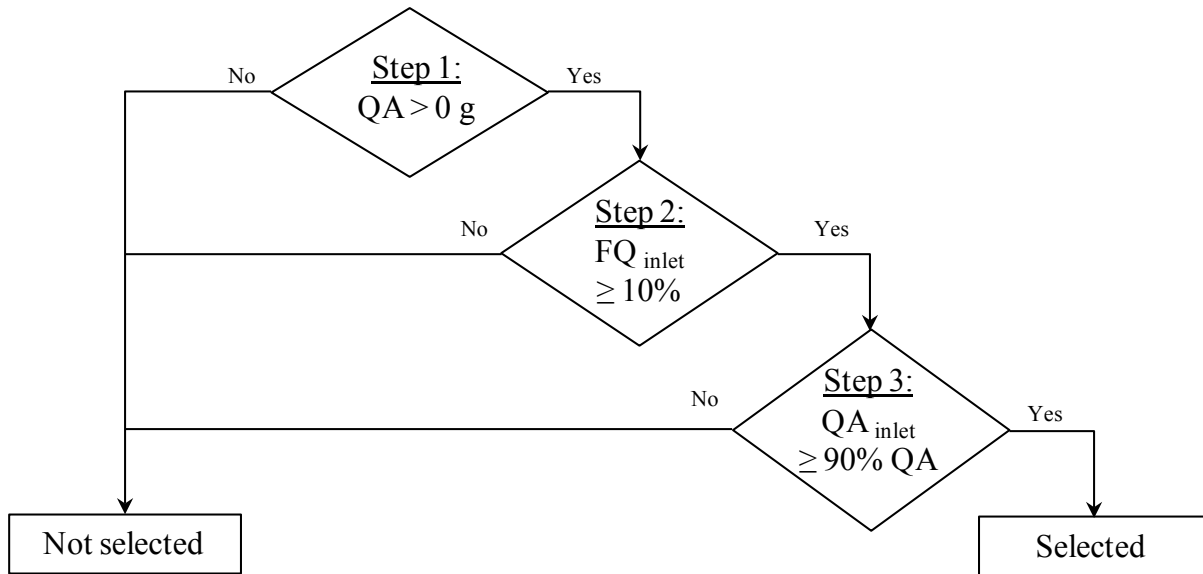 No
Step 1:
QA > 0 g
Yes
No
Step 2:
FQ inlet
≥ 10%
Yes
No
Step 3:
QA inlet
≥ 90% QA
Yes
Not selected
Selected